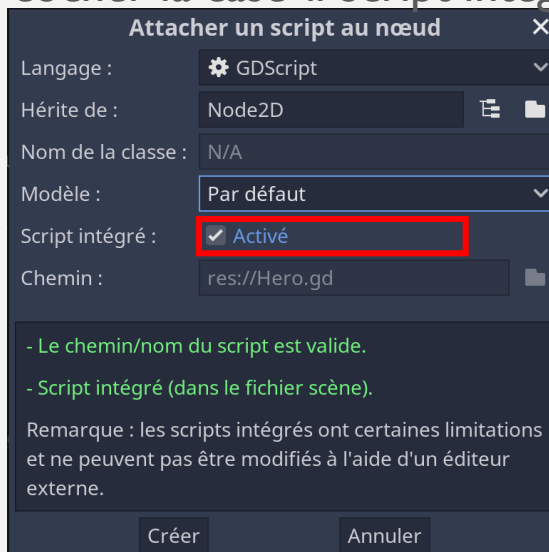 Attacher un script au nœud
Langage :
GDScript
Hérite de :
Node2D
Nom de la classe :
N/A
Modèle :
Par défaut
Script intégré :
Activé
Chemin :
res://Hero.gd
- Le chemin/nom du script est valide.
- Script intégré (dans le fichier scène).
Remarque : les scripts intégrés ont certaines limitations
et ne peuvent pas être modifiés à l'aide d'un éditeur
externe.
Créer
Annuler